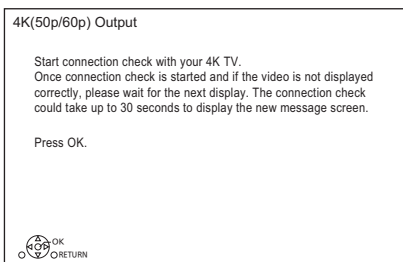 4K(50p/60p) Output
Start connection check with your 4K TV.
Once connection check is started and if the video is not displayed
correctly, please wait for the next display. The connection check
could take up to 30 seconds to display the new message screen.
Press OK.
OK
RETURN